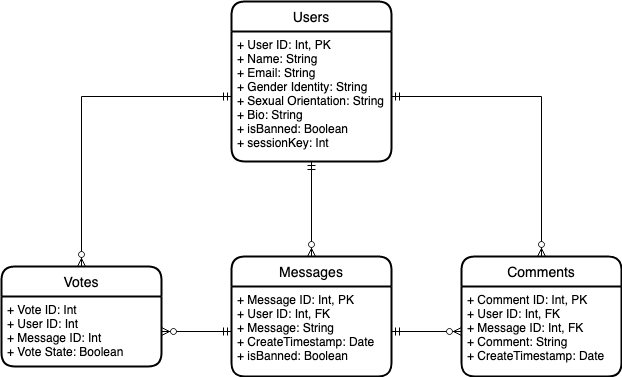 Users
+ User ID: Int, PK
+ Name: String
+ Email: String
+ Gender Identity: String
+ Sexual Orientation: String
+ Bio: String
+ isBanned: Boolean
+ sessionKey: Int
Votes
+ Vote ID: Int
+ User ID: Int
+ Message ID: Int
+ Vote State: Boolean
Messages
+ Message ID: Int, PK
+ User ID: Int, FK
+ Message: String
+ CreateTimestamp: Date
+ isBanned: Boolean
Comments
+ Comment ID: Int, PK
+ User ID: Int, FK
+ Message ID: Int, FK
+ Comment: String
+ CreateTimestamp: Date